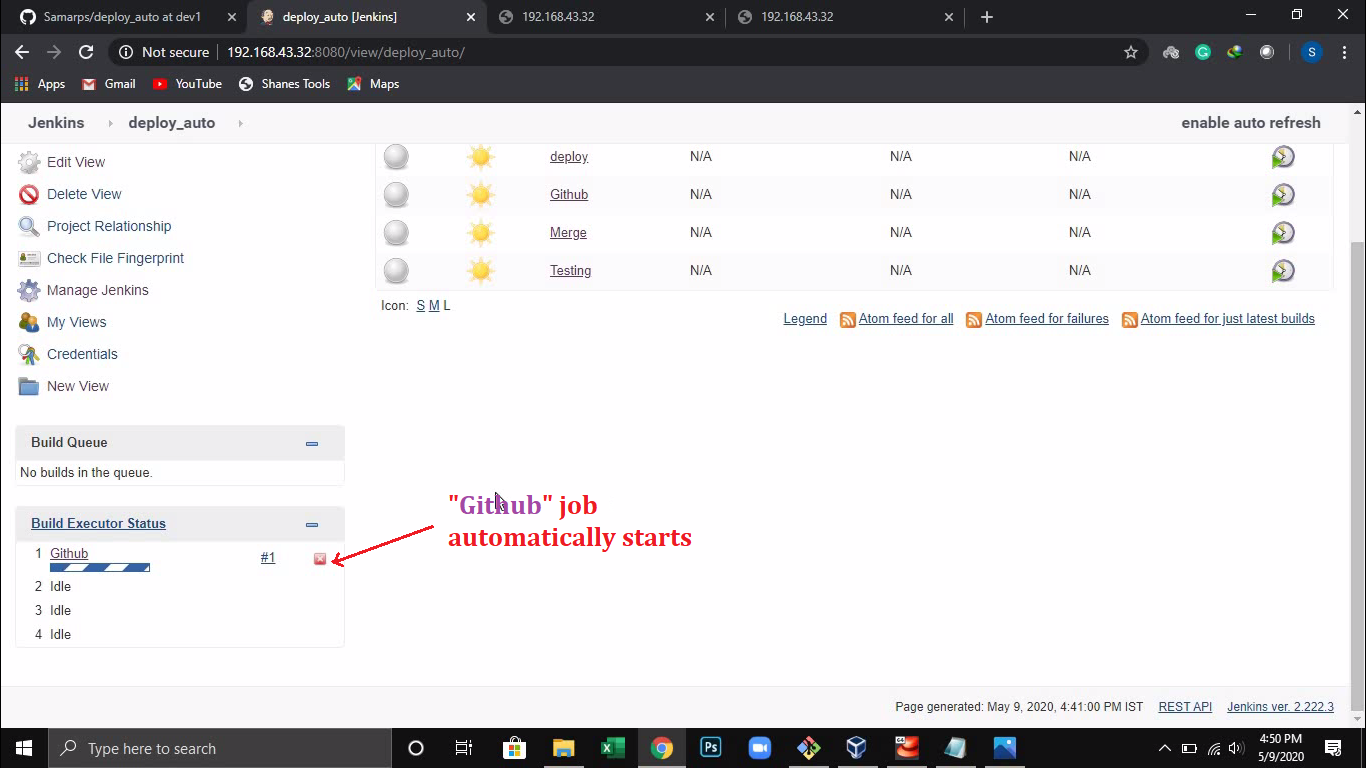 Samarps/deploy_auto at dev1
deploy_auto [Jenkins]
192.168.43.32
192.168.43.32
Not secure
192.168.43.32:8080/view/deploy_auto/
S
Apps
Gmail
YouTube
Shanes Tools
Maps
Jenkins
deploy_auto
enable auto refresh
Edit View
Delete View
Project Relationship
Check File Fingerprint
Manage Jenkins
My Views
Credentials
New View
deploy N/A N/A N/A
Github N/A N/A N/A
Merge N/A N/A N/A
Testing N/A N/A N/A
Icon: S M L
Legend Atom feed for all Atom feed for failures Atom feed for just latest builds
Build Queue
No builds in the queue.
Build Executor Status
1 Github #1
2 Idle
3 Idle
4 Idle
"Github" job
automatically starts
Page generated: May 9, 2020, 4:41:00 PM IST REST API Jenkins ver. 2.222.3
Type here to search
Ps
64
4:50 PM
5/9/2020